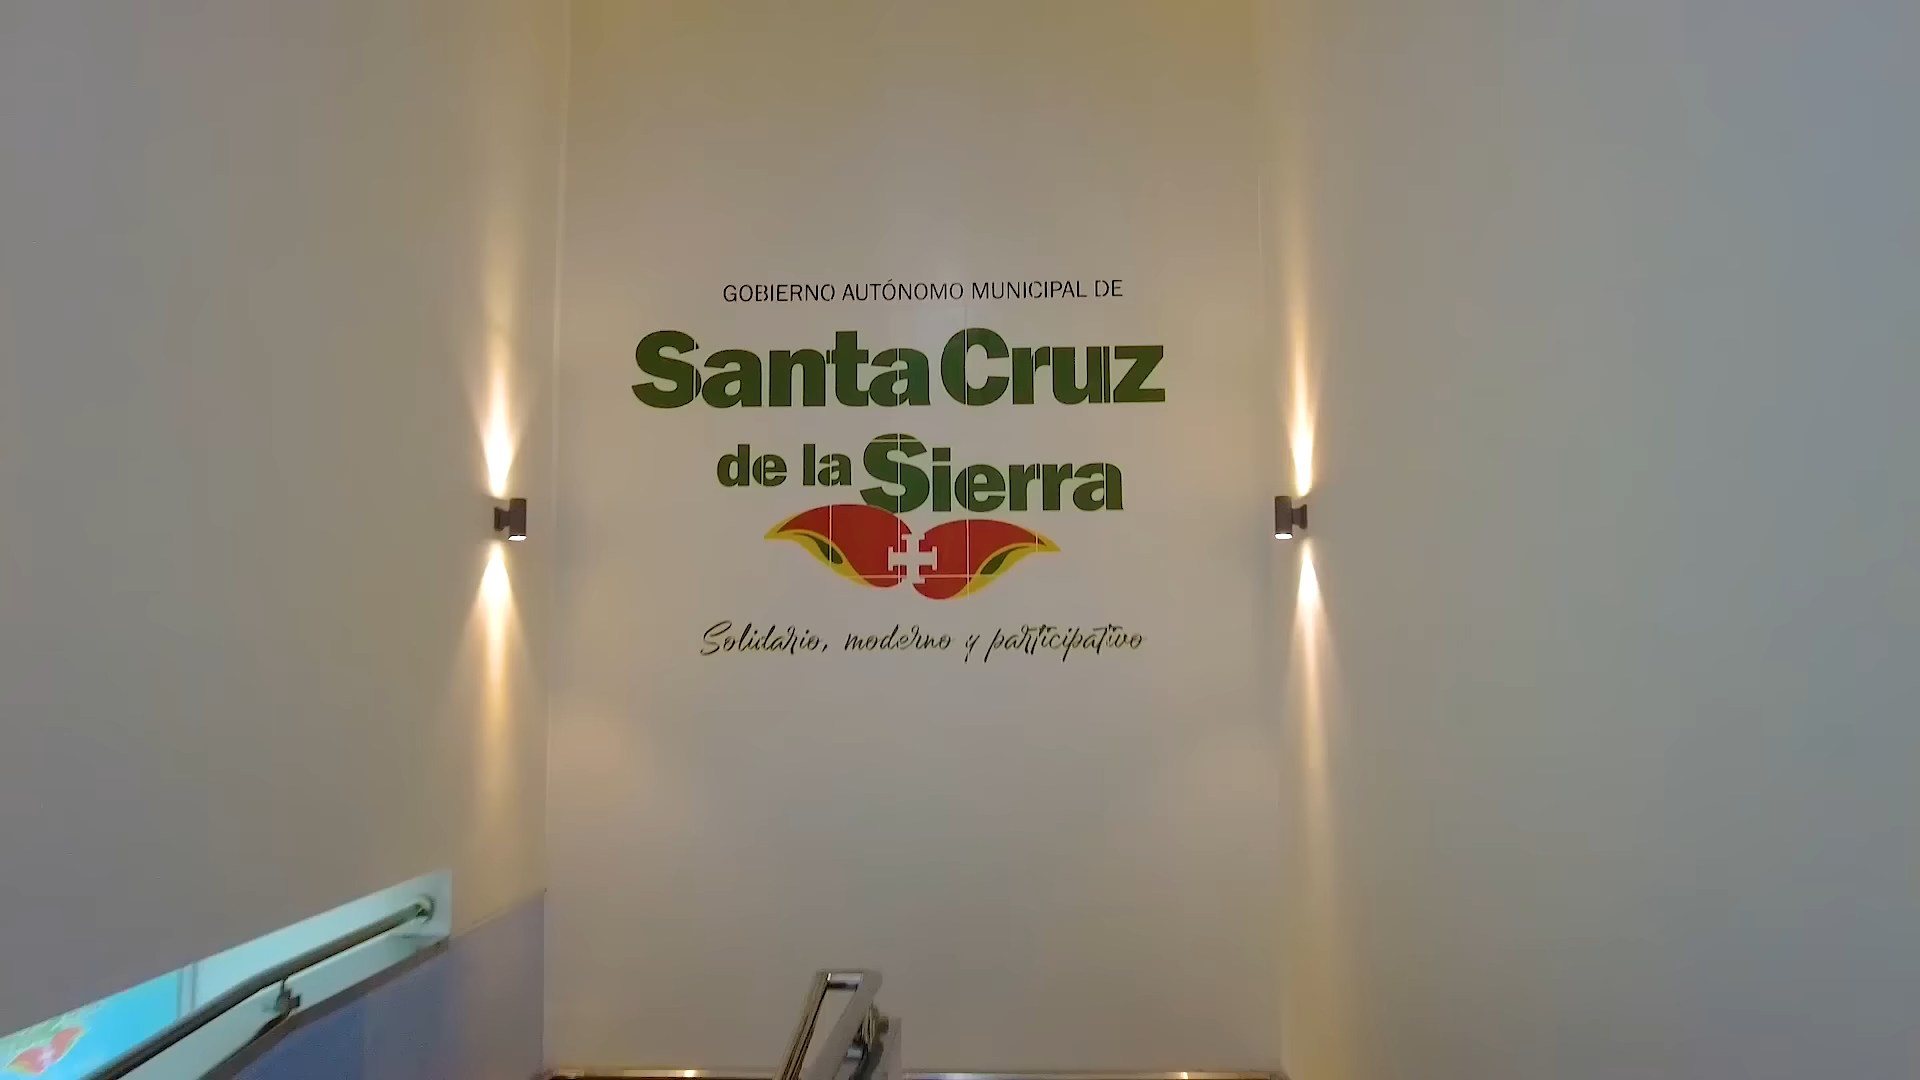 GOBIERNO AUTÓNOMO MUNICIPAL DE
Santa Cruz
de la Sierra
Solidario, moderno y participativo